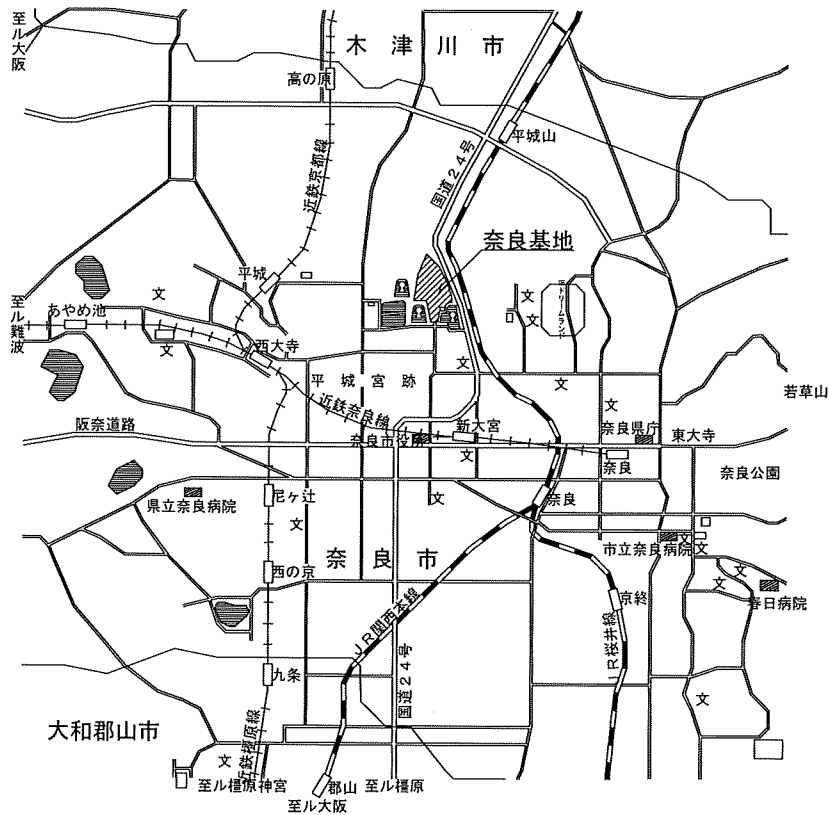 至ル大阪
木津川市
高の原
平城山
国道24号
近鉄京都線
奈良基地
平城
ドリームランド
文
文
文
至ル難波
あやめ池
文
西大寺
文
文
平城宮跡
若草山
近鉄奈良線
文
阪奈道路
新大宮
奈良県庁
東大寺
奈良市役所
文
奈良
奈良公園
尼ヶ辻
文
奈良
県立奈良病院
文
市立奈良病院
文
文
奈良市
西の京
文
文
春日病院
京終
JR関西本線
JR桜井線
国道24号
九条
文
大和郡山市
近鉄橿原線
文
至ル橿原神宮
郡山
至ル橿原
至ル大阪